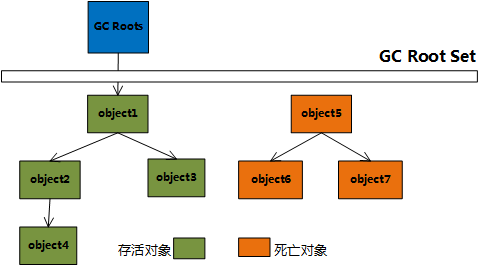 GC Roots
GC Root Set
object1
object5
object2
object3
object6
object7
object4
存活对象
死亡对象